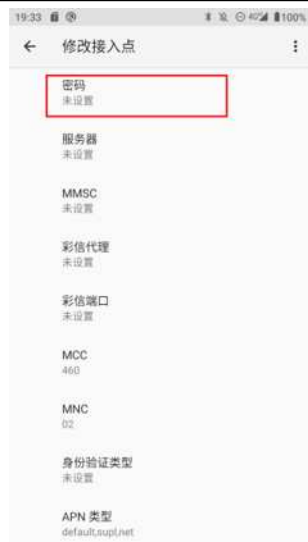 19:33 100%
修改接入点
密码
未设置
服务器
未设置
MMSC
未设置
彩信代理
未设置
彩信端口
未设置
MCC
460
MNC
02
身份验证类型
未设置
APN 类型
default,supl,net